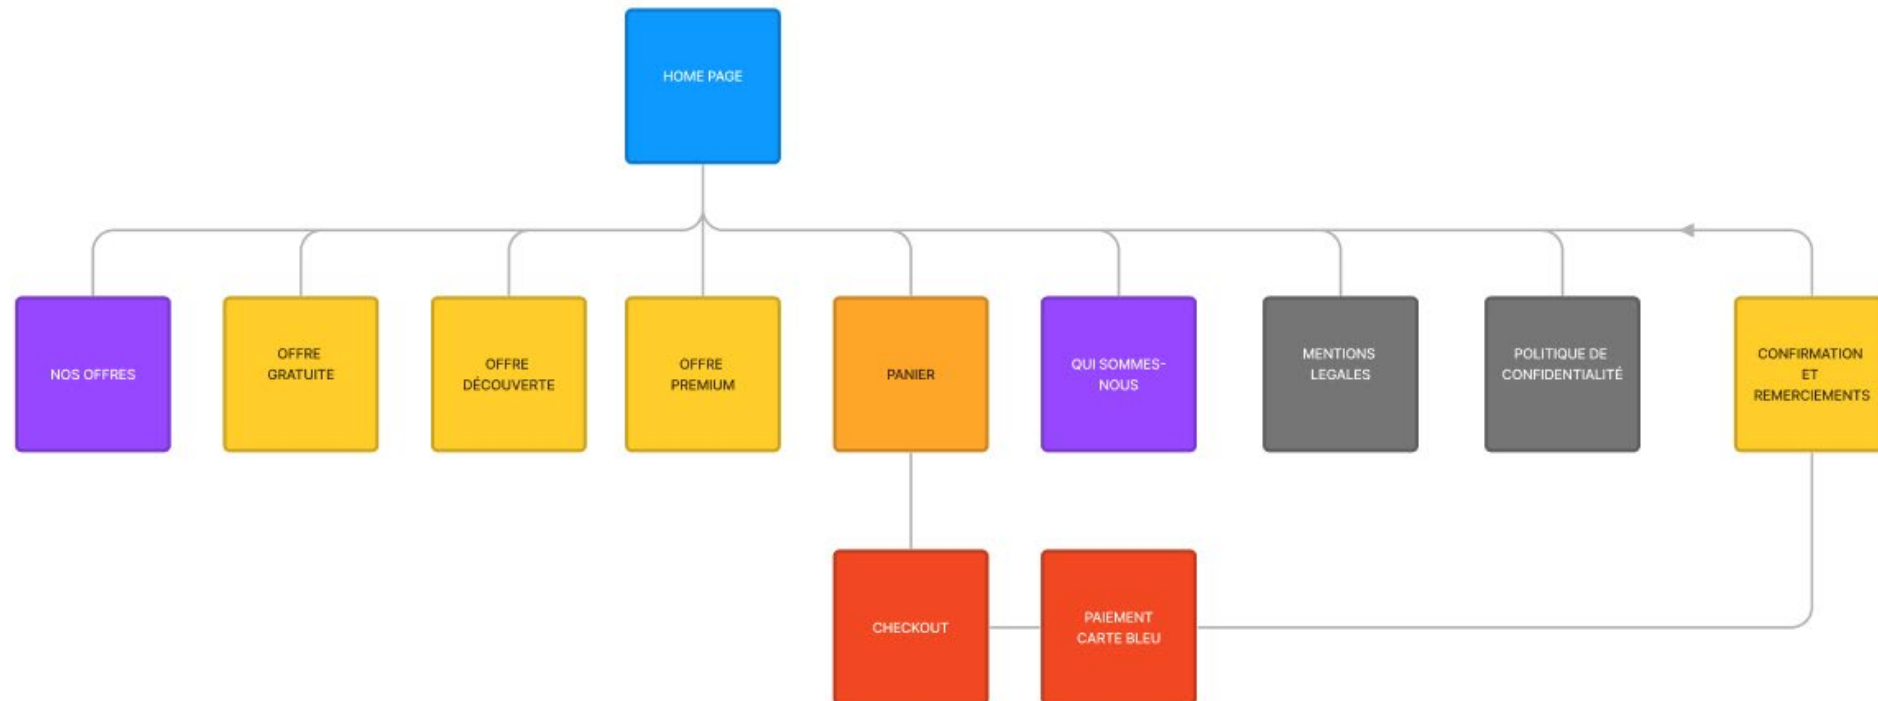 HOME PAGE
NOS OFFRES
OFFRE
GRATUITE
OFFRE
DÉCOUVERTE
OFFRE
PREMIUM
PANIER
QUI SOMMES-
NOUS
MENTIONS
LEGALES
POLITIQUE DE
CONFIDENTIALITÉ
CONFIRMATION
ET
REMERCIEMENTS
CHECKOUT
PAIEMENT
CARTE BLEU